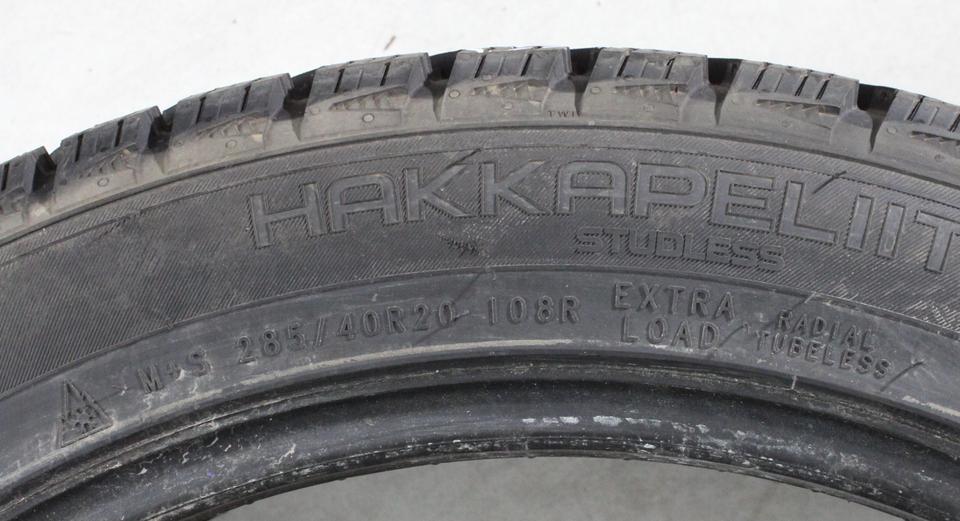 TWI
HAKKAPELIIT
STUDLESS
M+S 285/40R20 108R
EXTRA LOAD
RADIAL TUBELESS